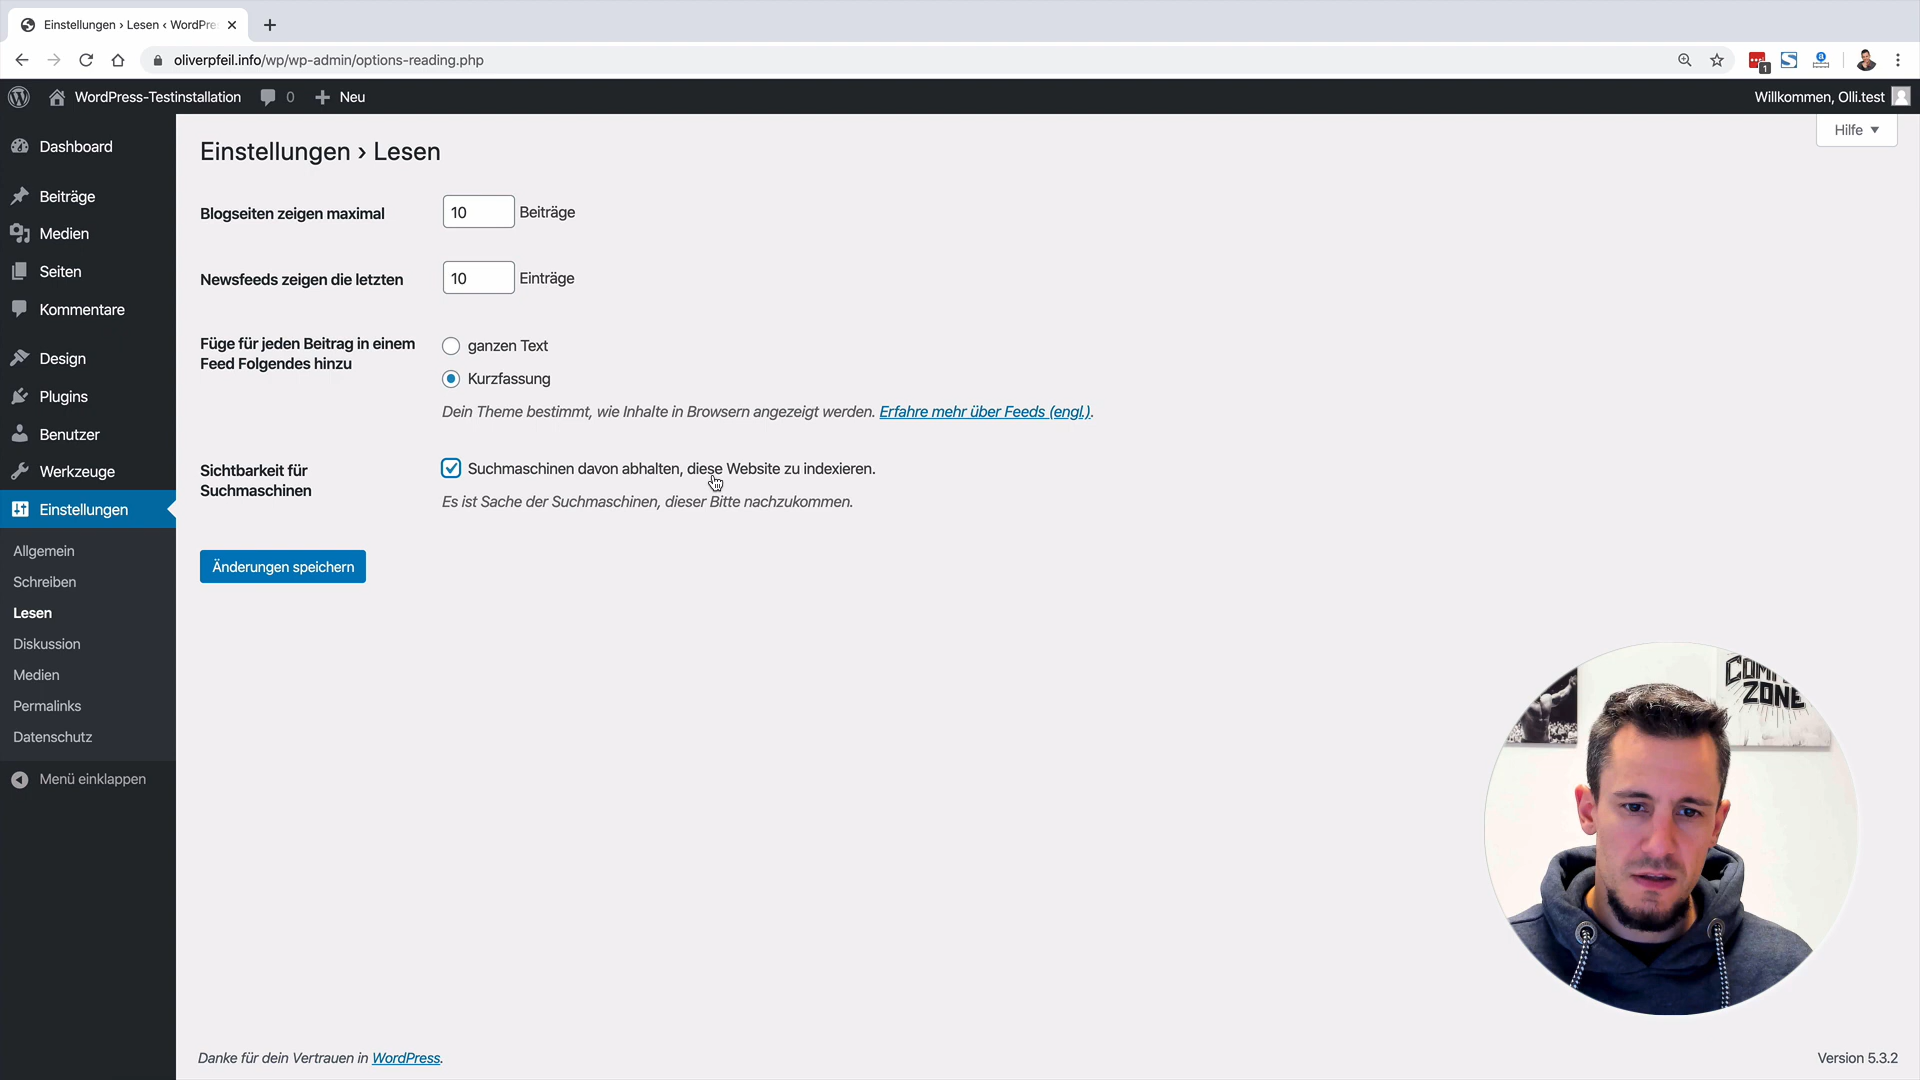 Einstellungen › Lesen ‹ WordPre
oliverpfeil.info/wp/wp-admin/options-reading.php
1
WordPress-Testinstallation
0
Neu
Willkommen, Olli.test
Hilfe
Dashboard
Beiträge
Medien
Seiten
Kommentare
Design
Plugins
Benutzer
Werkzeuge
Einstellungen
Allgemein
Schreiben
Lesen
Diskussion
Medien
Permalinks
Datenschutz
Menü einklappen
Einstellungen › Lesen
Blogseiten zeigen maximal
10 Beiträge
Newsfeeds zeigen die letzten
10 Einträge
Füge für jeden Beitrag in einem
Feed Folgendes hinzu
ganzen Text
Kurzfassung
Dein Theme bestimmt, wie Inhalte in Browsern angezeigt werden. Erfahre mehr über Feeds (engl.).
Sichtbarkeit für
Suchmaschinen
Suchmaschinen davon abhalten, diese Website zu indexieren.
Es ist Sache der Suchmaschinen, dieser Bitte nachzukommen.
Änderungen speichern
ZONE
Danke für dein Vertrauen in WordPress.
Version 5.3.2